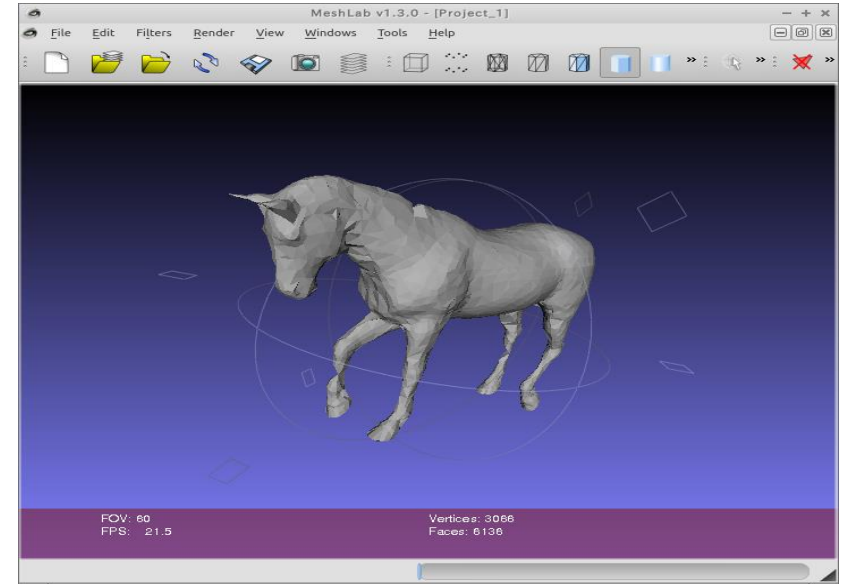 MeshLab v1.3.0 - [Project_1]
File Edit Filters Render View Windows Tools Help
FOV: 60 Vertices: 3066
FPS: 21.5 Faces: 6136